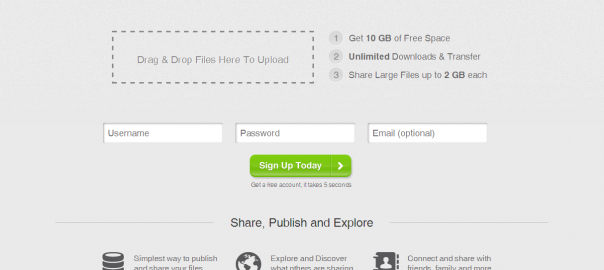 Drag & Drop Files Here To Upload
1 Get 10 GB of Free Space
2 Unlimited Downloads & Transfer
3 Share Large Files up to 2 GB each
Username
Password
Email (optional)
Sign Up Today
Get a free account, it takes 5 seconds
Share, Publish and Explore
Simplest way to publish
and share your files
Explore and Discover
what others are sharing
Connect and share with
friends, family and more